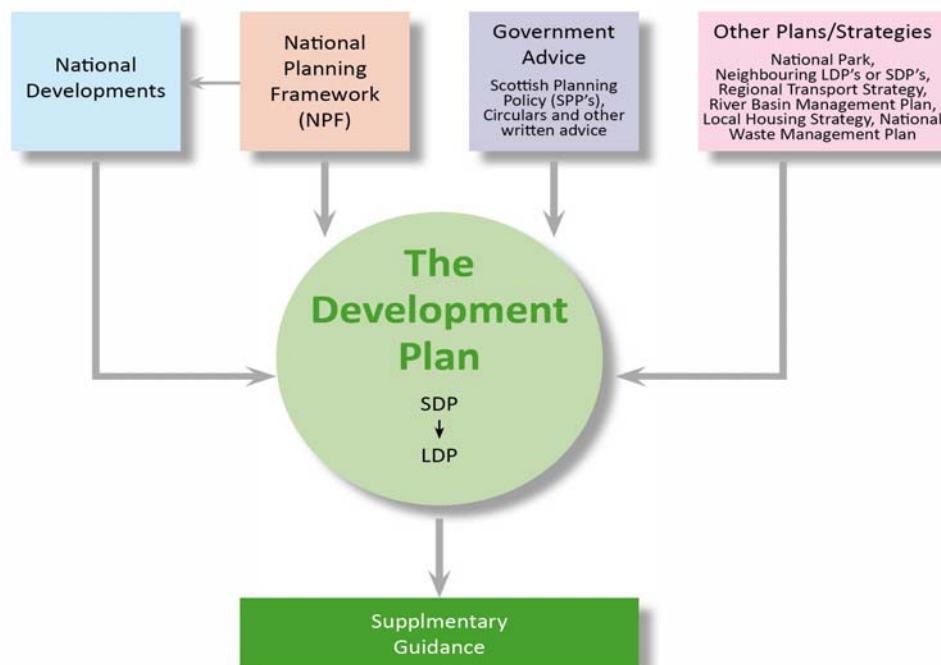 National
Developments
National
Planning
Framework
(NPF)
Government
Advice
Scottish Planning
Policy (SPP's),
Circulars and other
written advice
Other Plans/Strategies
National Park,
Neighbouring LDP's or SDP's,
Regional Transport Strategy,
River Basin Management Plan,
Local Housing Strategy, National
Waste Management Plan
The
Development
Plan
SDP
LDP
Supplmentary
Guidance